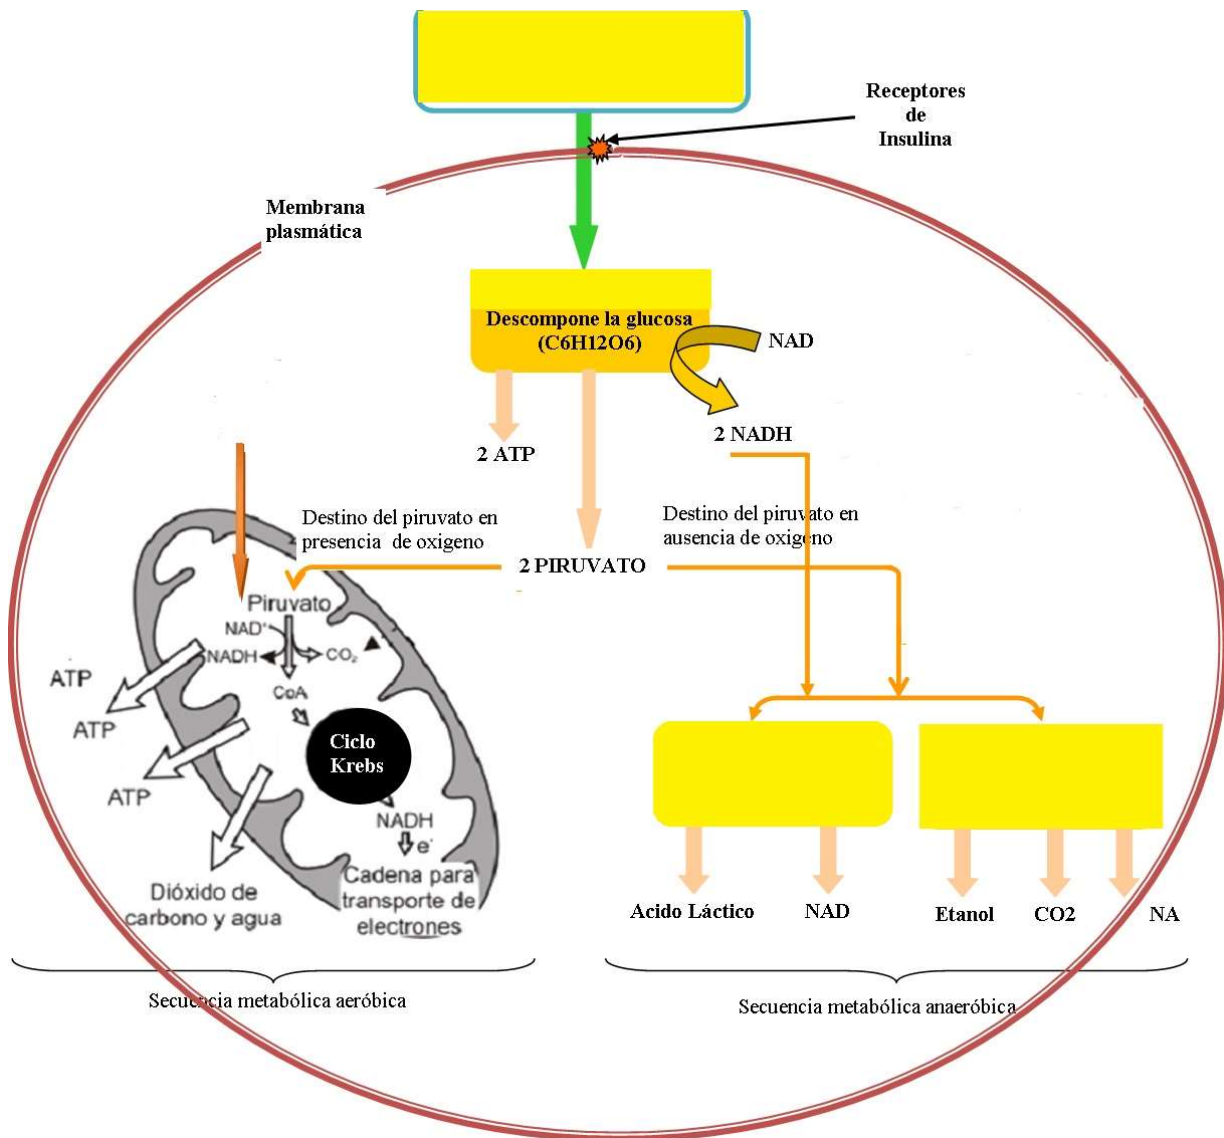 Receptores
de
Insulina
Membrana
plasmática
Descompone la glucosa
(C6H12O6)
NAD
2 NADH
2 ATP
Destino del piruvato en
presencia de oxigeno
Destino del piruvato en
ausencia de oxigeno
2 PIRUVATO
Piruvato
NAD+
NADH
CO2
CoA
ATP
ATP
ATP
Ciclo
Krebs
NADH
e-
Dióxido de
carbono y agua
Cadena para
transporte de
electrones
Acido Láctico
NAD
Etanol
CO2
NA
Secuencia metabólica aeróbica
Secuencia metabólica anaeróbica